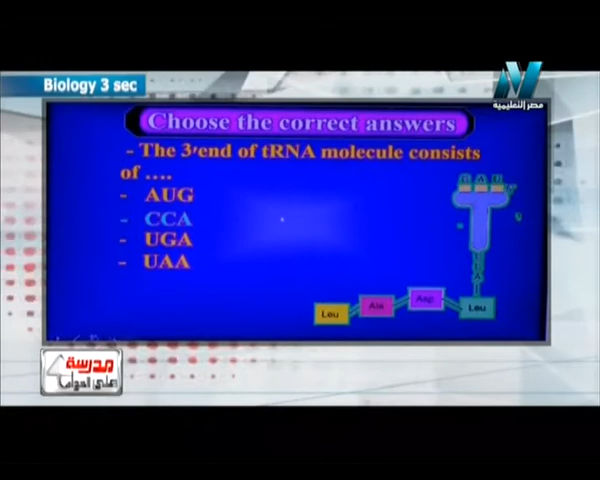 Biology 3 sec
مصر التعليمية
Choose the correct answers
- The 3'end of tRNA molecule consists
of ....
- AUG
- CCA
- UGA
- UAA
Leu
Ala
Asp
Leu
مدرسة
على الهواء